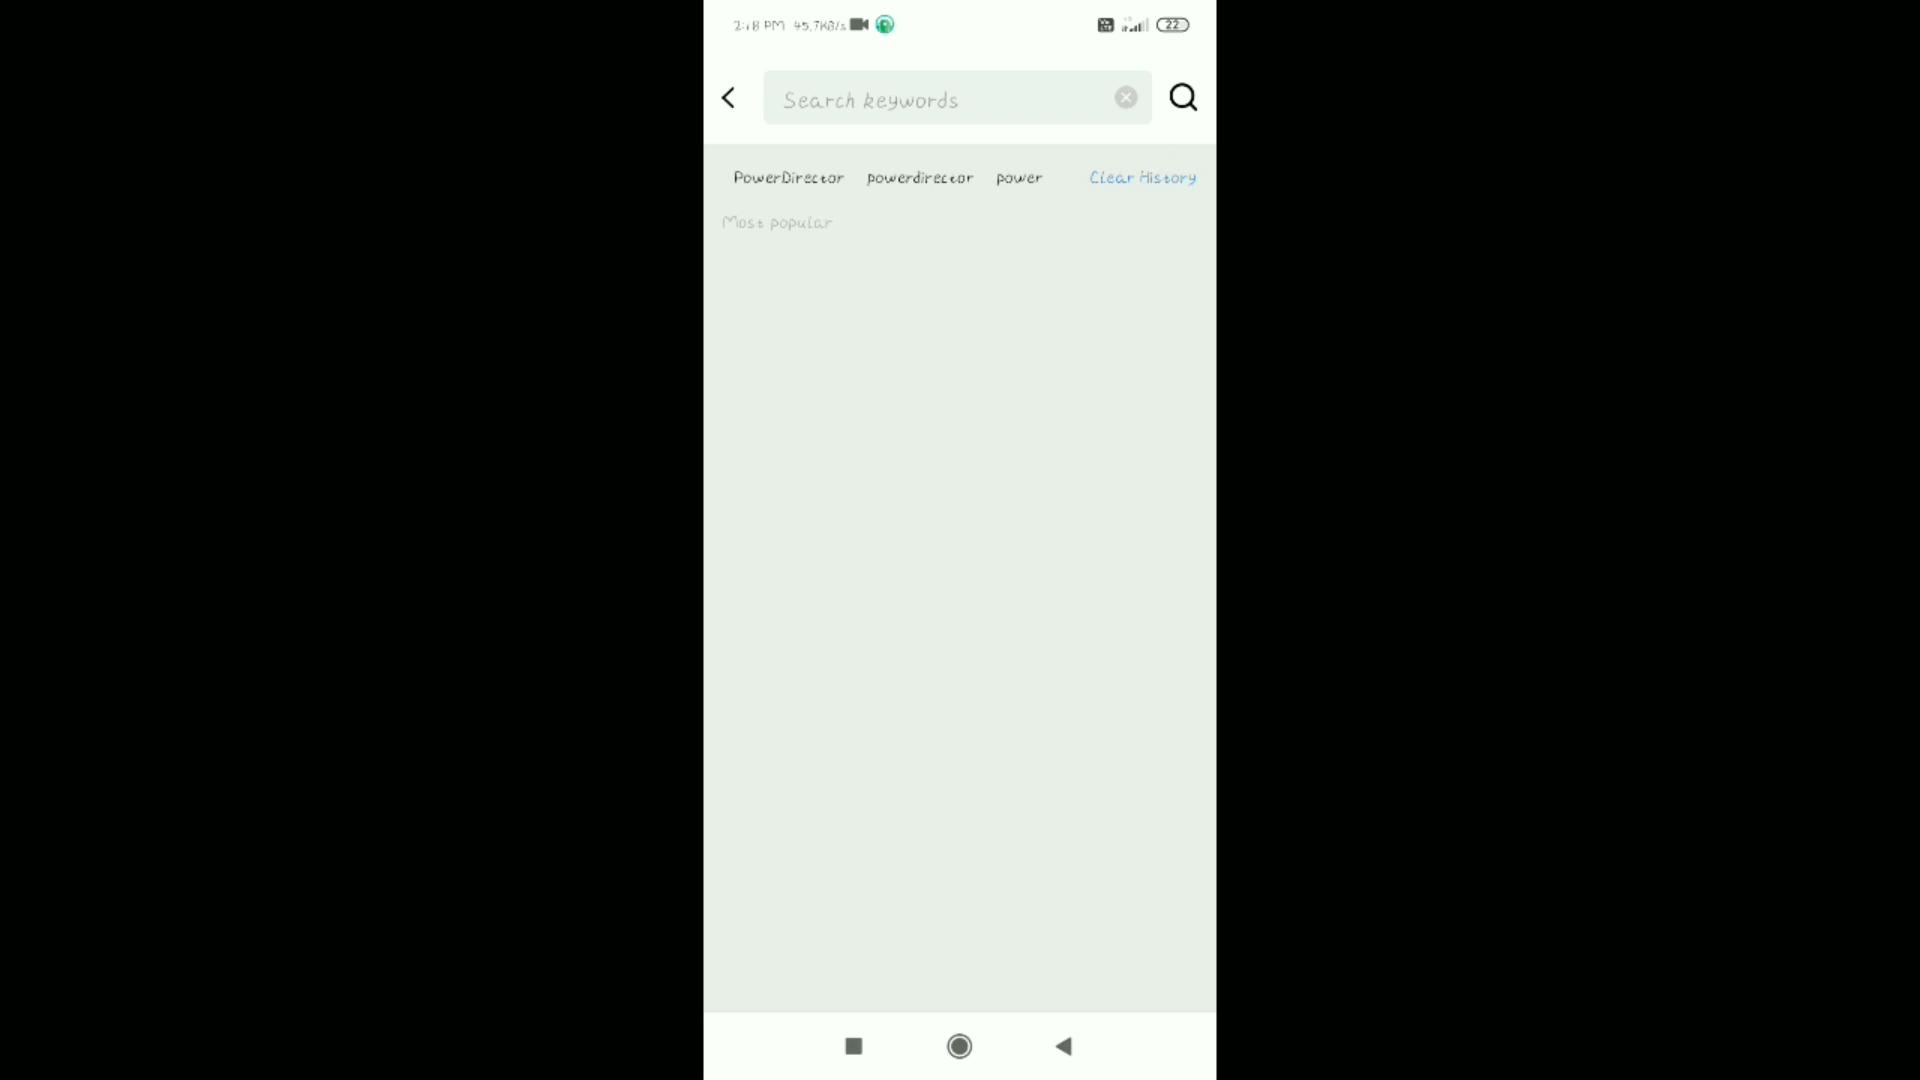 2:18 PM 45.7KB/s 22
Search keywords
PowerDirector powerdirector power Clear History
Most popular